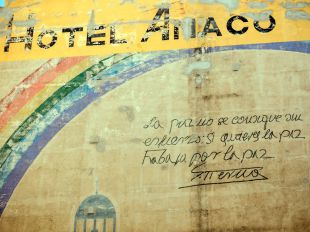 HOTEL ANACO
La paz no se consigue sin
esfuerzo: Si quieres la paz
Trabaja por la paz